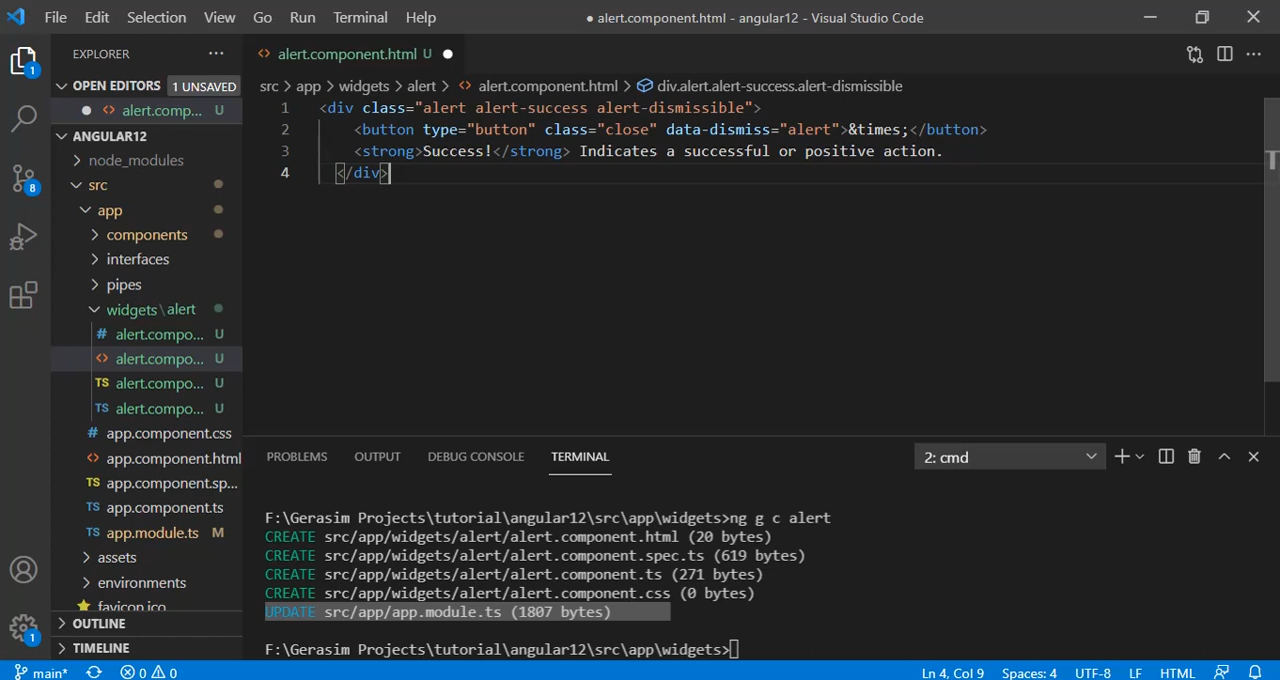 File Edit Selection View Go Run Terminal Help
● alert.component.html - angular12 - Visual Studio Code
EXPLORER
OPEN EDITORS 1 UNSAVED
alert.comp... U
ANGULAR12
node_modules
src
app
components
interfaces
pipes
widgets\alert
alert.compo... U
alert.compo... U
TS alert.compo... U
TS alert.compo... U
app.component.css
app.component.html
TS app.component.sp...
TS app.component.ts
TS app.module.ts M
assets
environments
favicon.ico
OUTLINE
TIMELINE
1
8
1
alert.component.html U
src > app > widgets > alert > alert.component.html > div.alert.alert-success.alert-dismissible
1 <div class="alert alert-success alert-dismissible">
2 <button type="button" class="close" data-dismiss="alert">&times;</button>
3 <strong>Success!</strong> Indicates a successful or positive action.
4 </div>
PROBLEMS OUTPUT DEBUG CONSOLE TERMINAL
2: cmd
F:\Gerasim Projects\tutorial\angular12\src\app\widgets>ng g c alert
CREATE src/app/widgets/alert/alert.component.html (20 bytes)
CREATE src/app/widgets/alert/alert.component.spec.ts (619 bytes)
CREATE src/app/widgets/alert/alert.component.ts (271 bytes)
CREATE src/app/widgets/alert/alert.component.css (0 bytes)
UPDATE src/app/app.module.ts (1807 bytes)
F:\Gerasim Projects\tutorial\angular12\src\app\widgets>
main* 0 0
Ln 4, Col 9 Spaces: 4 UTF-8 LF HTML